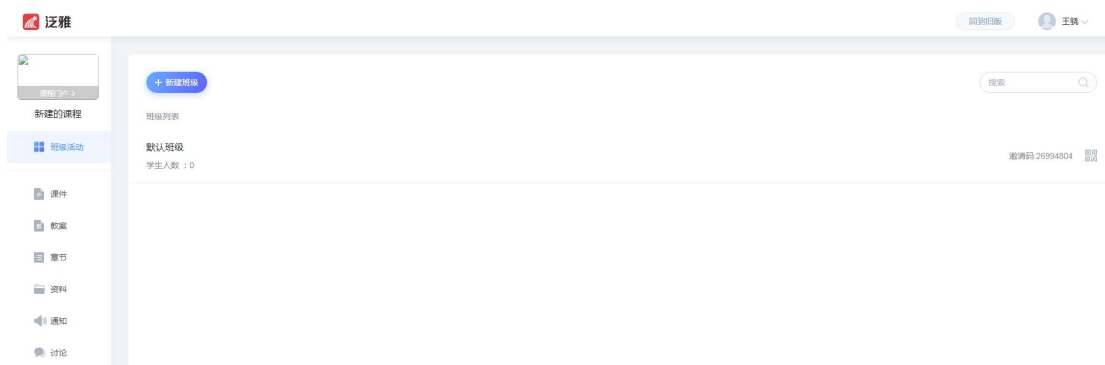 泛雅
回到旧版
王骁
课程门户 >
新建的课程
班级活动
课件
教案
章节
资料
通知
讨论
+ 新建班级
搜索
班级列表
默认班级
学生人数 : 0
邀请码:26994804